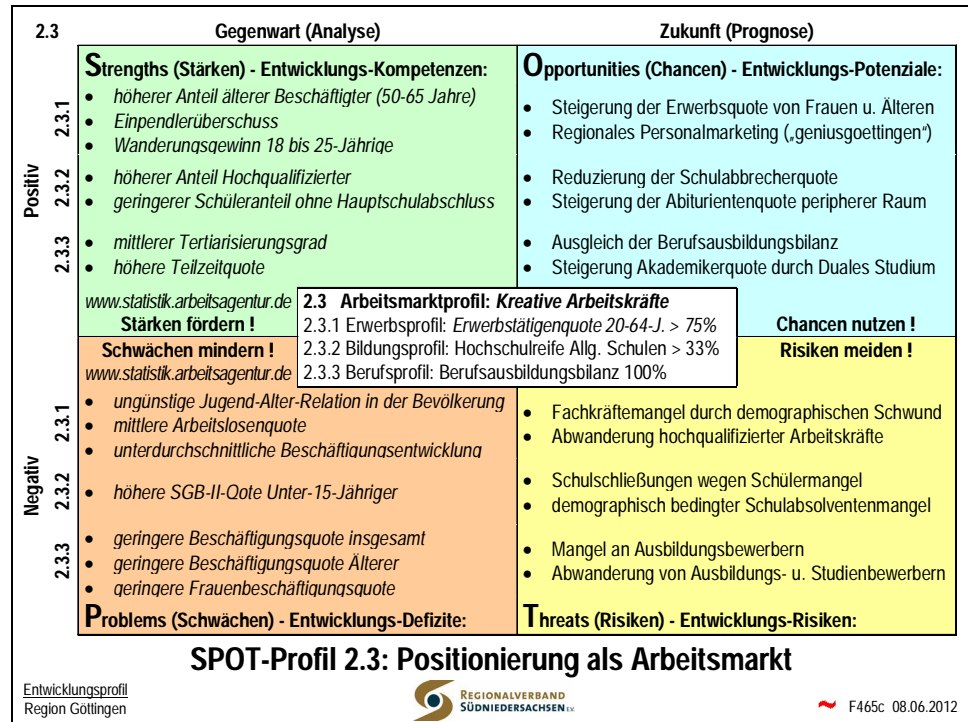 2.3 Gegenwart (Analyse) Zukunft (Prognose)
Positiv
2.3.1
2.3.2
2.3.3
Strengths (Stärken) - Entwicklungs-Kompetenzen:
• höherer Anteil älterer Beschäftigter (50-65 Jahre)
• Einpendlerüberschuss
• Wanderungsgewinn 18 bis 25-Jährige
• höherer Anteil Hochqualifizierter
• geringerer Schüleranteil ohne Hauptschulabschluss
• mittlerer Tertiarisierungsgrad
• höhere Teilzeitquote
www.statistik.arbeitsagentur.de
Stärken fördern !
Opportunities (Chancen) - Entwicklungs-Potenziale:
• Steigerung der Erwerbsquote von Frauen u. Älteren
• Regionales Personalmarketing („geniusgoettingen“)
• Reduzierung der Schulabbrecherquote
• Steigerung der Abiturientenquote peripherer Raum
• Ausgleich der Berufsausbildungsbilanz
• Steigerung Akademikerquote durch Duales Studium
Chancen nutzen !
2.3 Arbeitsmarktprofil: Kreative Arbeitskräfte
2.3.1 Erwerbsprofil: Erwerbstätigenquote 20-64-J. > 75%
2.3.2 Bildungsprofil: Hochschulreife Allg. Schulen > 33%
2.3.3 Berufsprofil: Berufsausbildungsbilanz 100%
Negativ
2.3.1
2.3.2
2.3.3
Schwächen mindern !
www.statistik.arbeitsagentur.de
• ungünstige Jugend-Alter-Relation in der Bevölkerung
• mittlere Arbeitslosenquote
• unterdurchschnittliche Beschäftigungsentwicklung
• höhere SGB-II-Qote Unter-15-Jähriger
• geringere Beschäftigungsquote insgesamt
• geringere Beschäftigungsquote Älterer
• geringere Frauenbeschäftigungsquote
Problems (Schwächen) - Entwicklungs-Defizite:
Risiken meiden !
• Fachkräftemangel durch demographischen Schwund
• Abwanderung hochqualifizierter Arbeitskräfte
• Schulschließungen wegen Schülermangel
• demographisch bedingter Schulabsolventenmangel
• Mangel an Ausbildungsbewerbern
• Abwanderung von Ausbildungs- u. Studienbewerbern
Threats (Risiken) - Entwicklungs-Risiken:
SPOT-Profil 2.3: Positionierung als Arbeitsmarkt
Entwicklungsprofil
Region Göttingen
REGIONALVERBAND
SÜDNIEDERSACHSEN E.V.
F465c 08.06.2012